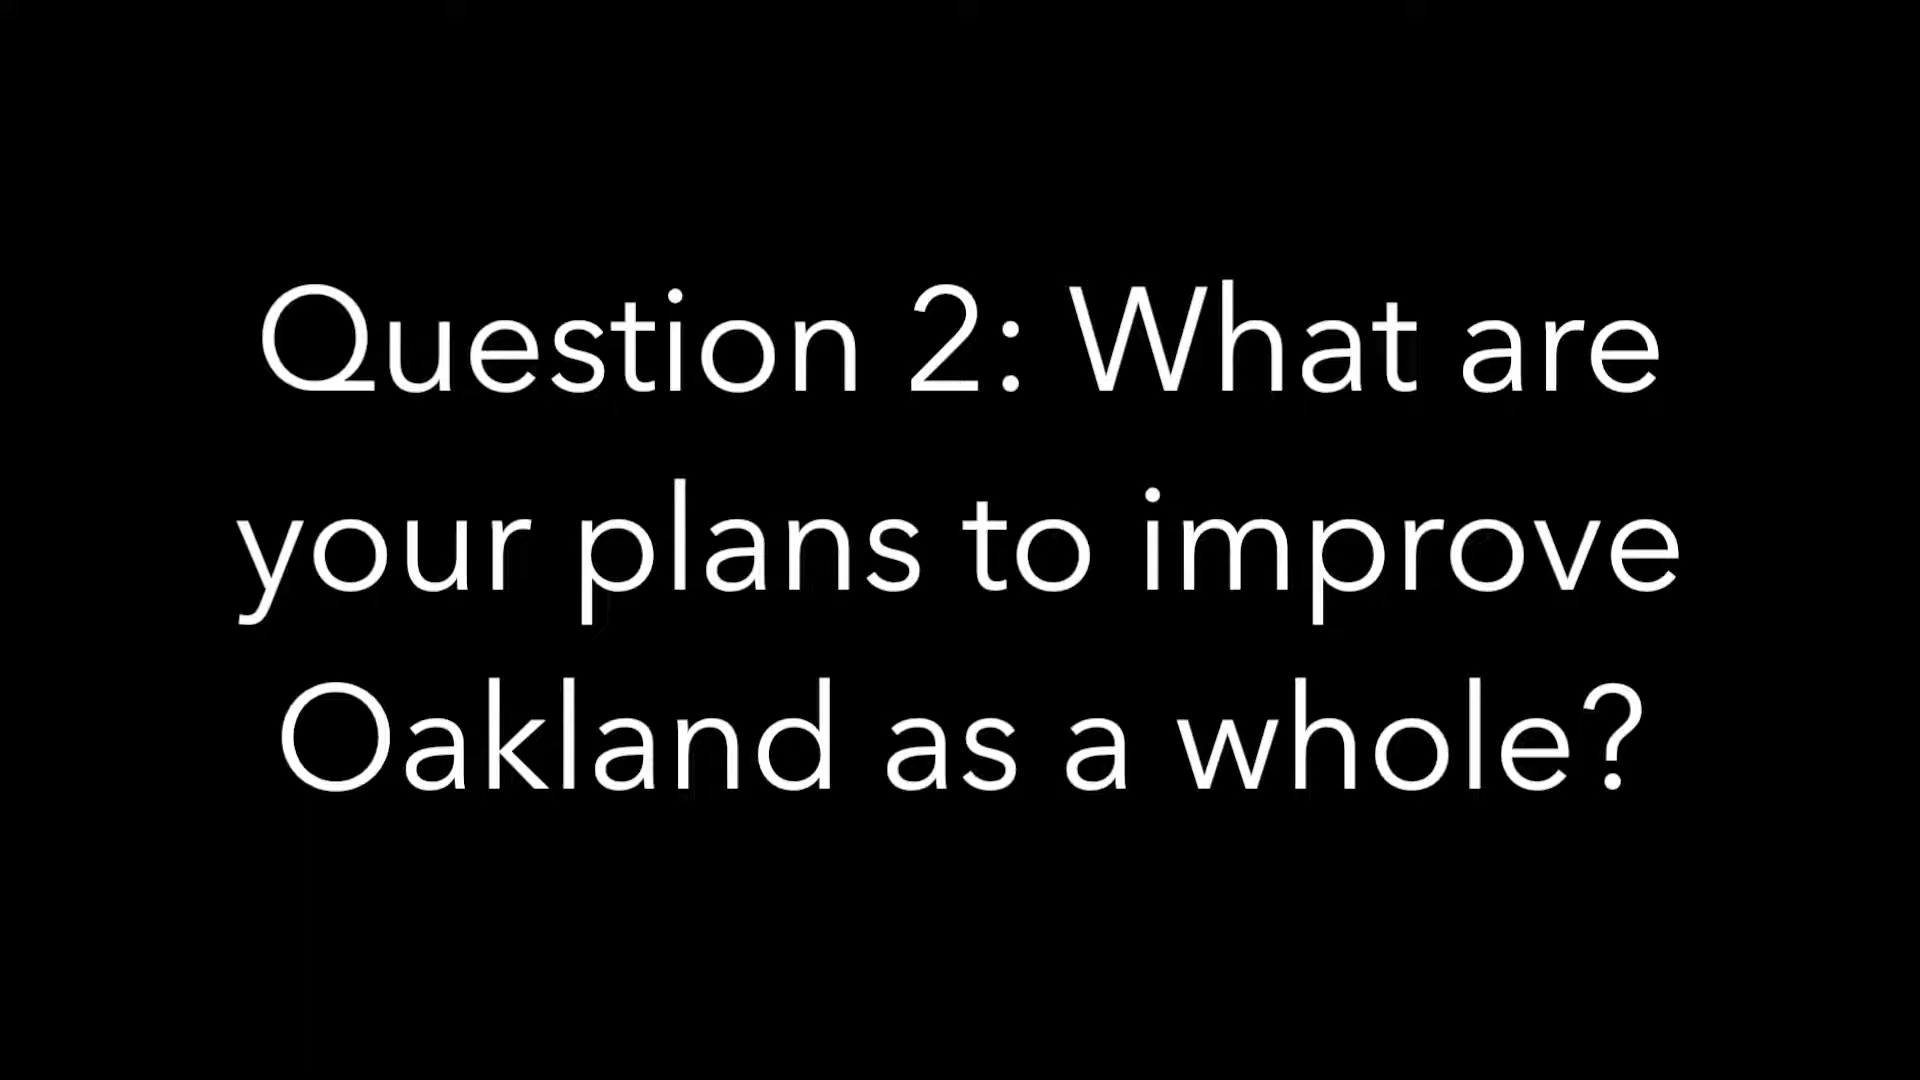 Question 2: What are
your plans to improve
Oakland as a whole?